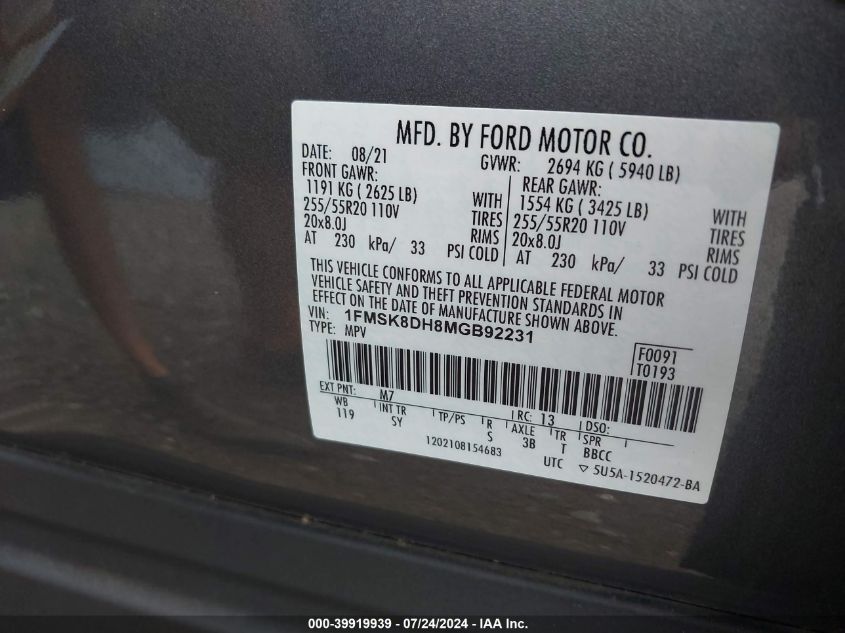 MFD. BY FORD MOTOR CO.
DATE: 08/21 GVWR: 2694 KG ( 5940 LB)
FRONT GAWR: REAR GAWR:
1191 KG ( 2625 LB) WITH 1554 KG ( 3425 LB) WITH
255/55R20 110V TIRES 255/55R20 110V TIRES
20x8.0J RIMS 20x8.0J RIMS
AT 230 kPa/ 33 PSI COLD AT 230 kPa/ 33 PSI COLD
THIS VEHICLE CONFORMS TO ALL APPLICABLE FEDERAL MOTOR
VEHICLE SAFETY AND THEFT PREVENTION STANDARDS IN
EFFECT ON THE DATE OF MANUFACTURE SHOWN ABOVE.
VIN: 1FMSK8DH8MGB92231
TYPE: MPV
F0091
T0193
EXT PNT: M7 RC: 13 DSO:
WB INT TR TP/PS R AXLE TR SPR
119 SY S 3B T BBCC
1202108154683 UTC ▽ 5U5A-1520472-BA
000-39919939 / 07/24/2024 - IAA Inc.